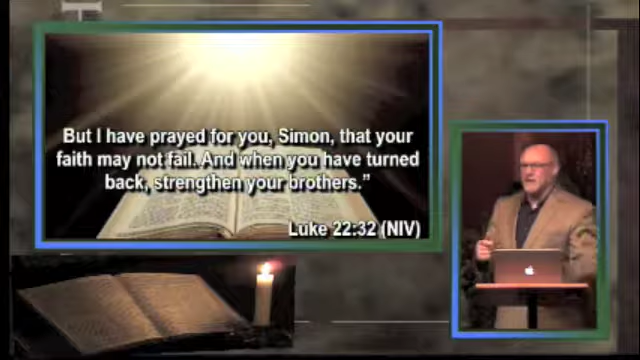 But I have prayed for you, Simon, that your
faith may not fail. And when you have turned
back, strengthen your brothers.”
Luke 22:32 (NIV)